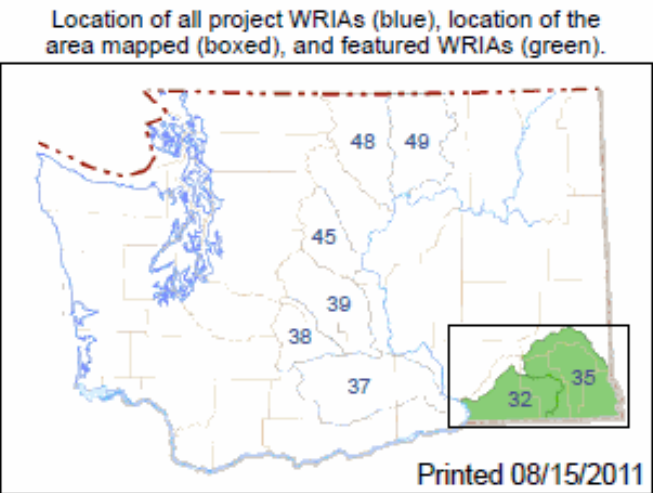 Location of all project WRIAs (blue), location of the
area mapped (boxed), and featured WRIAs (green).
48 49
45
39
38
37
35
32
Printed 08/15/2011